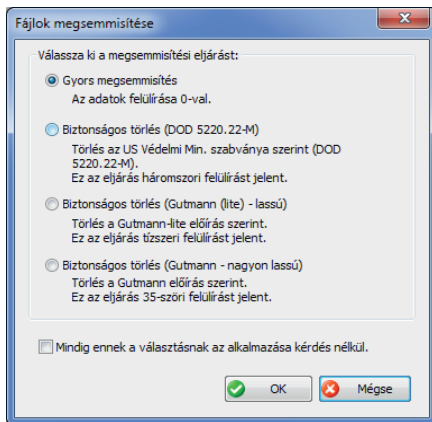 Fájlok megsemmisítése
Válassza ki a megsemmisítési eljárást:
Gyors megsemmisítés
Az adatok felülírása 0-val.
Biztonságos törlés (DOD 5220.22-M)
Törlés az US Védelmi Min. szabványa szerint (DOD
5220.22-M).
Ez az eljárás háromszori felülírást jelent.
Biztonságos törlés (Gutmann (lite) - lassú)
Törlés a Gutmann-lite előírás szerint.
Ez az eljárás tízszeri felülírást jelent.
Biztonságos törlés (Gutmann - nagyon lassú)
Törlés a Gutmann előírás szerint.
Ez az eljárás 35-szöri felülírást jelent.
Mindig ennek a választásnak az alkalmazása kérdés nélkül.
OK
Mégse